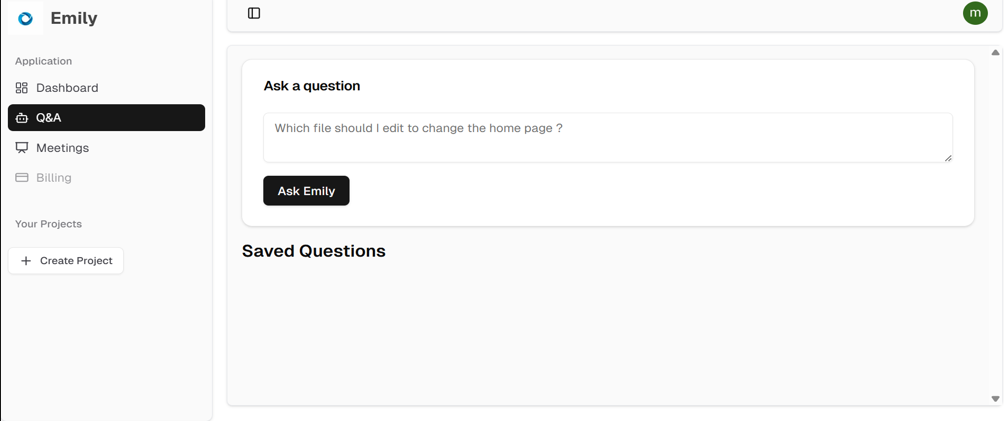 Emily
Application
Dashboard
Q&A
Meetings
Billing
Your Projects
Create Project
m
Ask a question
Which file should I edit to change the home page ?
Ask Emily
Saved Questions